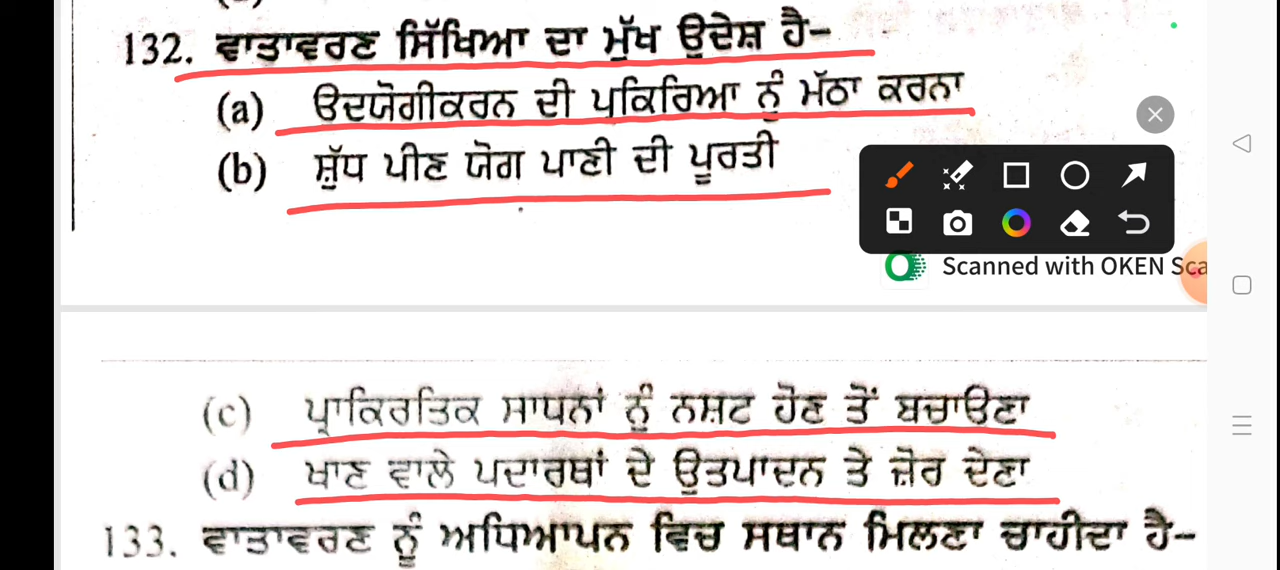 132. ਵਾਤਾਵਰਣ ਸਿੱਖਿਆ ਦਾ ਮੁੱਖ ਉਦੇਸ਼ ਹੈ-
(a) ਓਦਯੋਗੀਕਰਨ ਦੀ ਪ੍ਰਕਿਰਿਆ ਨੂੰ ਮੱਠਾ ਕਰਨਾ
(b) ਸ਼ੁੱਧ ਪੀਣ ਯੋਗ ਪਾਣੀ ਦੀ ਪੂਰਤੀ
Scanned with OKEN Sca
(c) ਪ੍ਰਾਕਿਰਤਿਕ ਸਾਧਨਾਂ ਨੂੰ ਨਸ਼ਟ ਹੋਣ ਤੋਂ ਬਚਾਉਣਾ
(d) ਖਾਣ ਵਾਲੇ ਪਦਾਰਥਾਂ ਦੇ ਉਤਪਾਦਨ ਤੇ ਜ਼ੋਰ ਦੇਣਾ
133. ਵਾਤਾਵਰਣ ਨੂੰ ਅਧਿਆਪਨ ਵਿਚ ਸਥਾਨ ਮਿਲਣਾ ਚਾਹੀਦਾ ਹੈ-